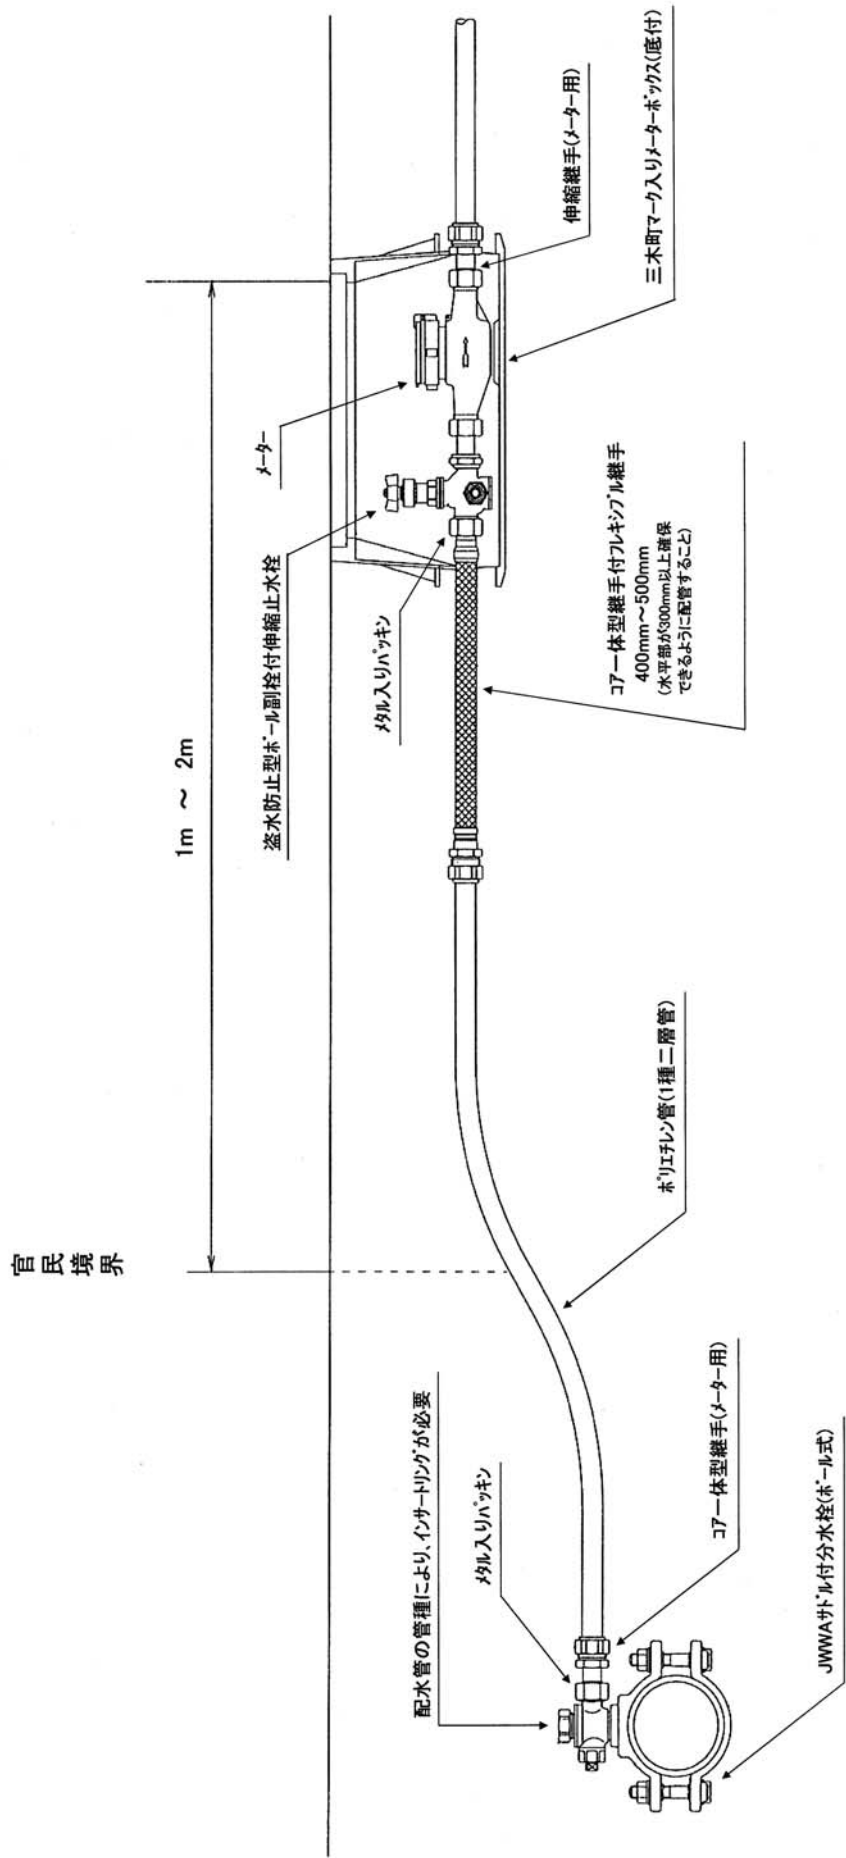 官民境界
1m ～ 2m
配水管の管種により、インサートリングが必要
メタル入りパッキン
コア一体型継手(メーター用)
JWWAサドル付分水栓(ボール式)
ポリエチレン管(1種二層管)
盗水防止型ボール副栓付伸縮止水栓
メーター
メタル入りパッキン
コア一体型継手付フレキシブル継手
400mm～500mm
(水平部が300mm以上確保
できるように配管すること)
伸縮継手(メーター用)
三木町マーク入りメーターボックス(底付)